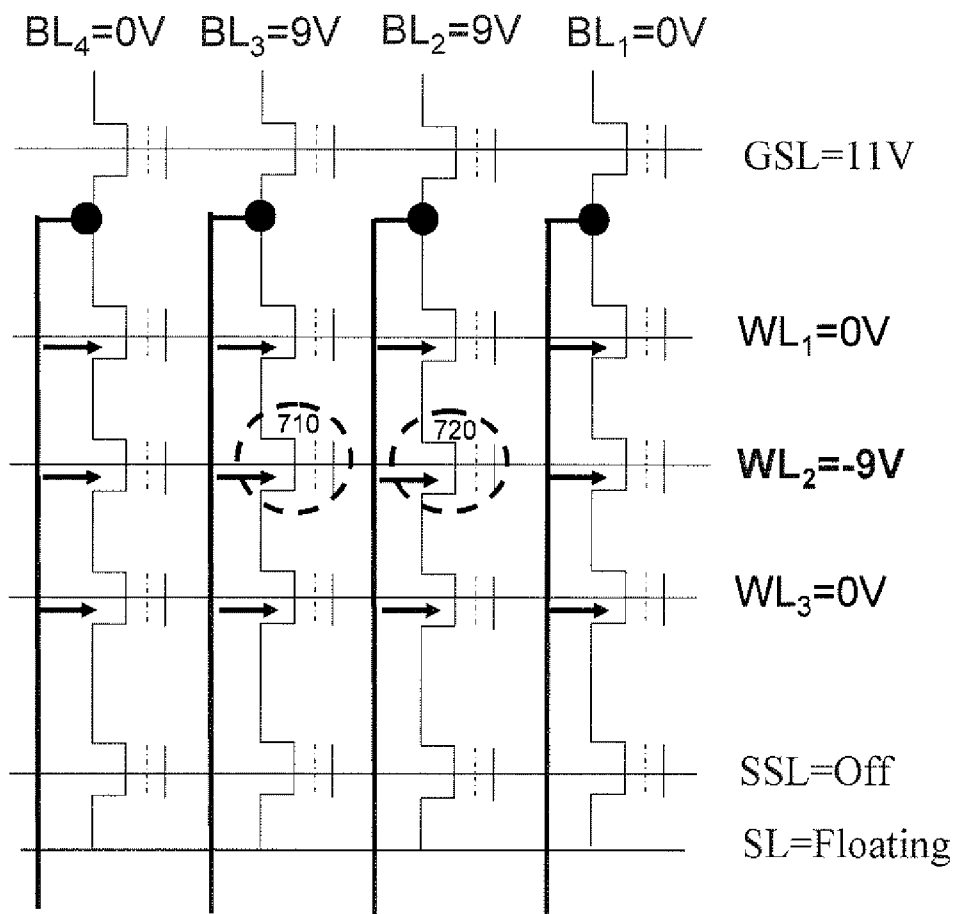 BL₄=0V BL₃=9V BL₂=9V BL₁=0V
GSL=11V
WL₁=0V
710 720
WL₂=-9V
WL₃=0V
SSL=Off
SL=Floating